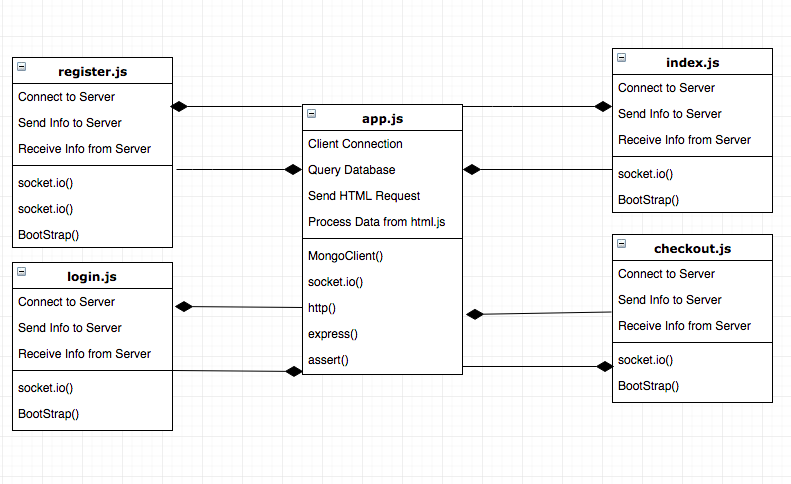 register.js
Connect to Server
Send Info to Server
Receive Info from Server
socket.io()
socket.io()
BootStrap()
login.js
Connect to Server
Send Info to Server
Receive Info from Server
socket.io()
BootStrap()
app.js
Client Connection
Query Database
Send HTML Request
Process Data from html.js
MongoClient()
socket.io()
http()
express()
assert()
index.js
Connect to Server
Send Info to Server
Receive Info from Server
socket.io()
BootStrap()
checkout.js
Connect to Server
Send Info to Server
Receive Info from Server
socket.io()
BootStrap()